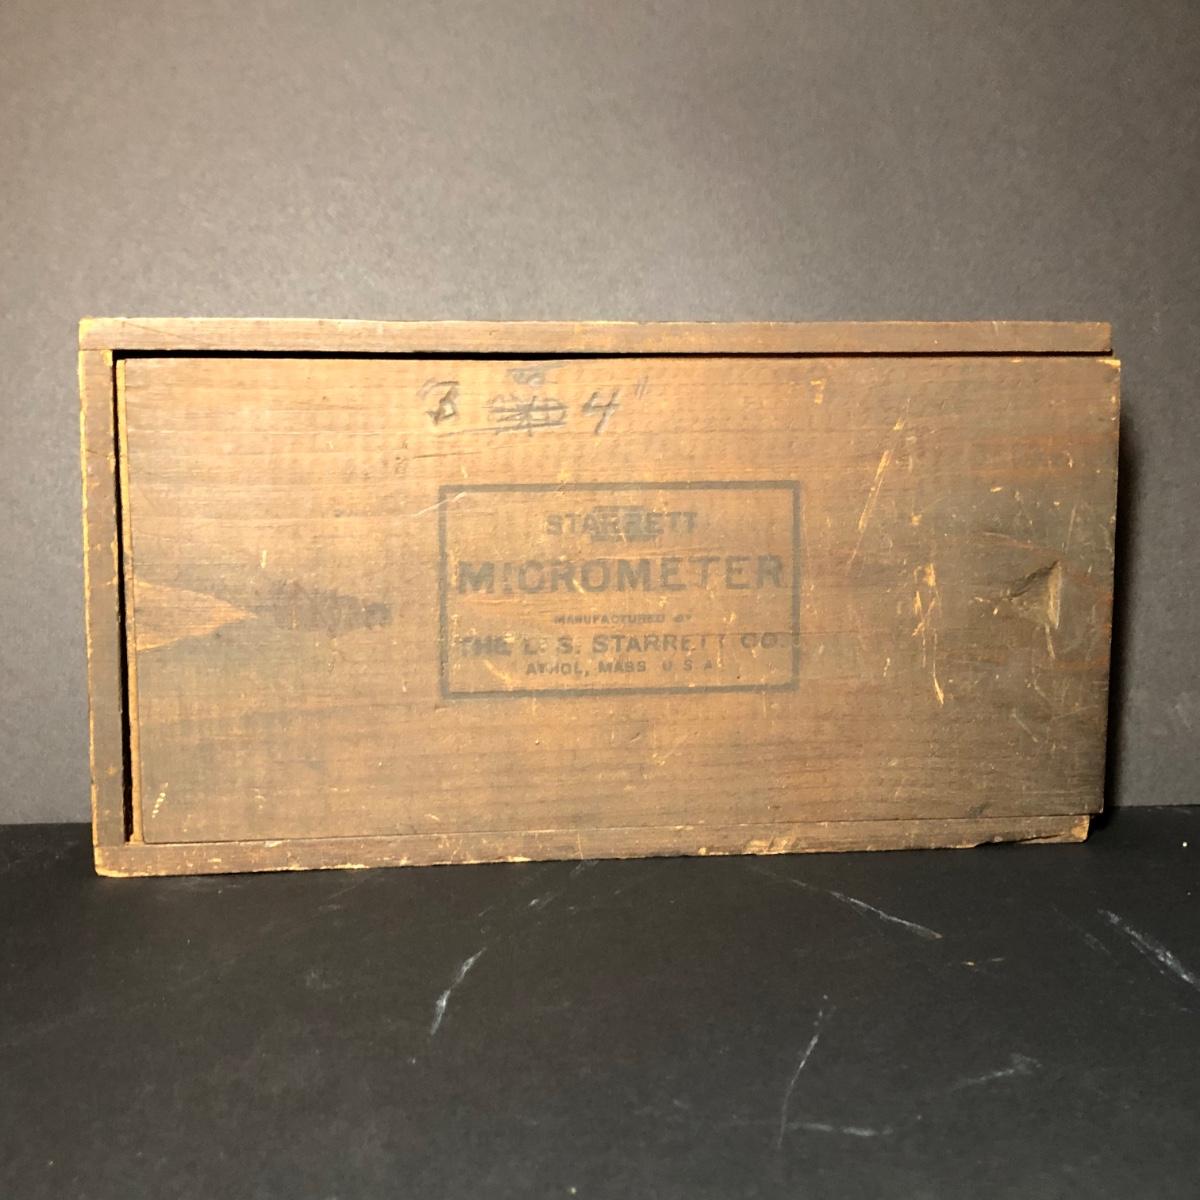 4"
STARRETT
MICROMETER
MANUFACTURED BY
THE L. S. STARRETT CO.
ATHOL, MASS U.S.A.